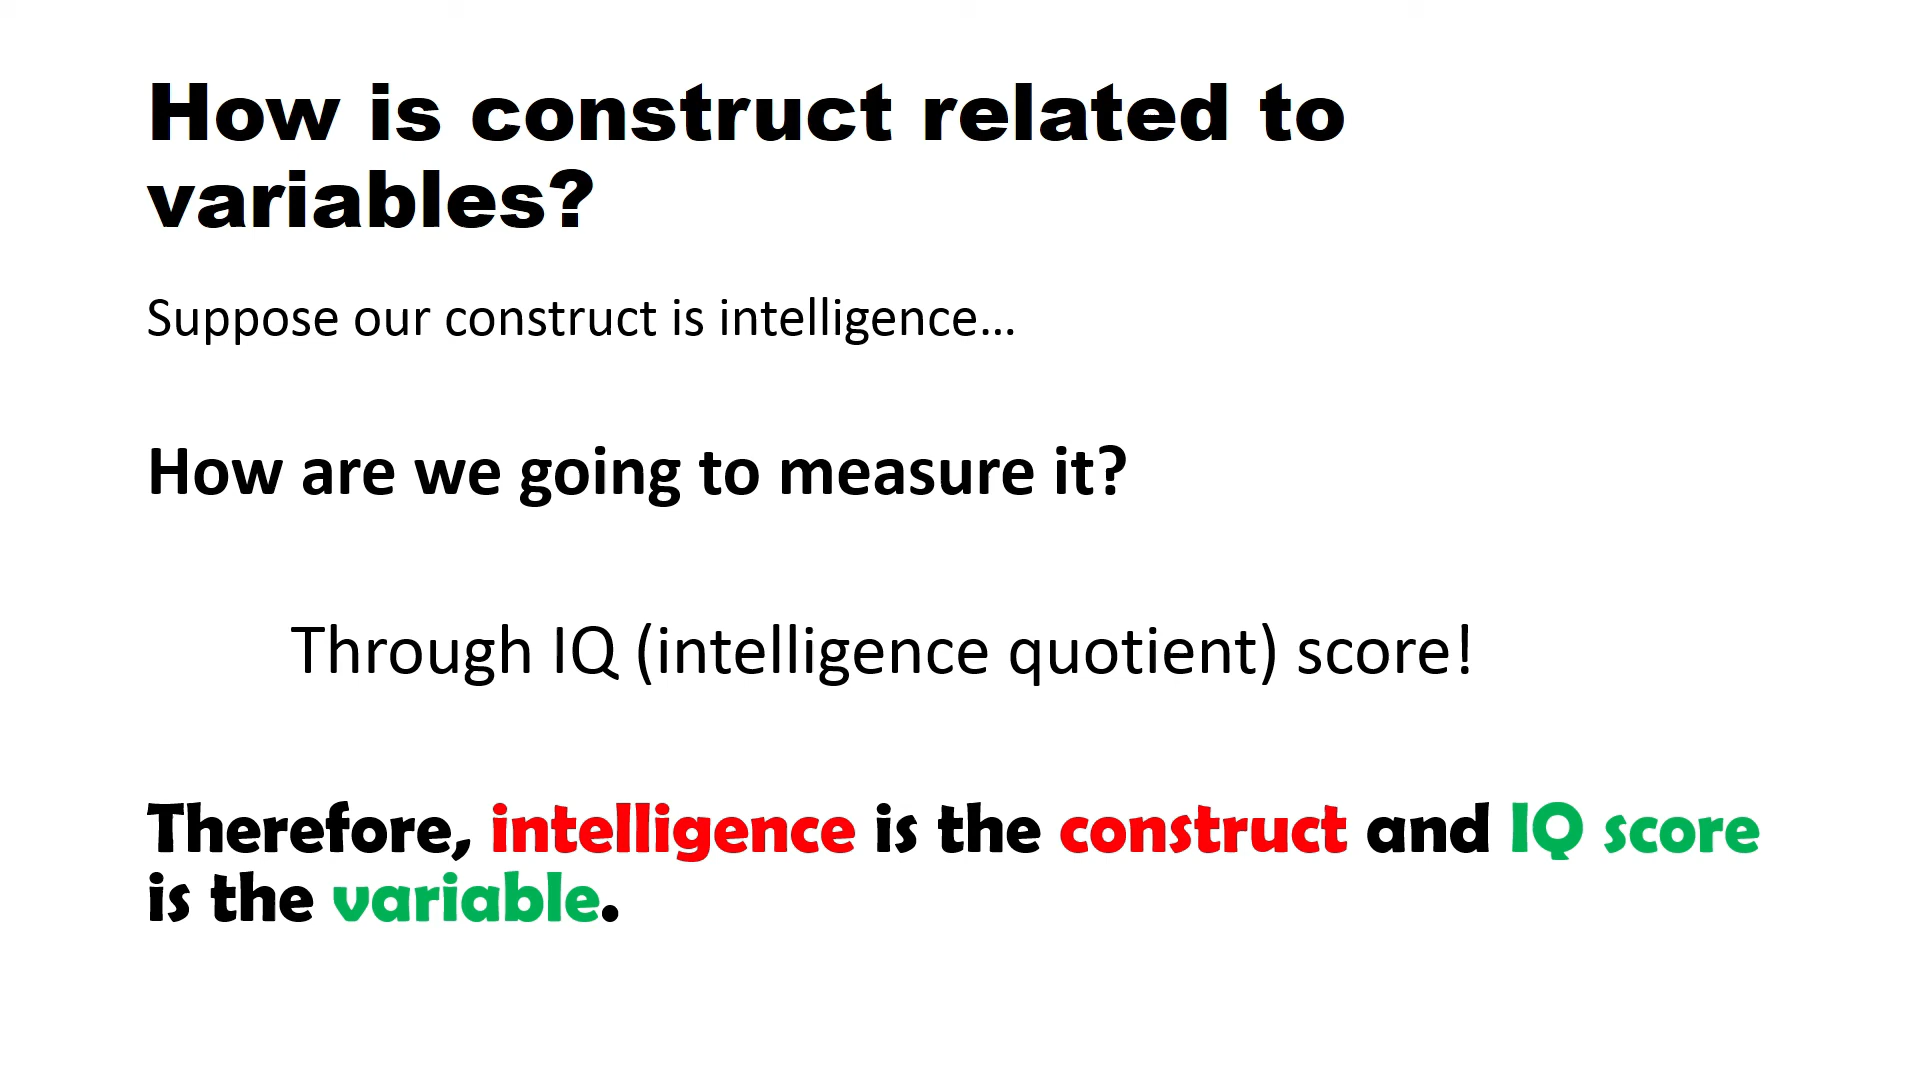 How is construct related to
variables?
Suppose our construct is intelligence…
How are we going to measure it?
Through IQ (intelligence quotient) score!
Therefore, intelligence is the construct and IQ score
is the variable.